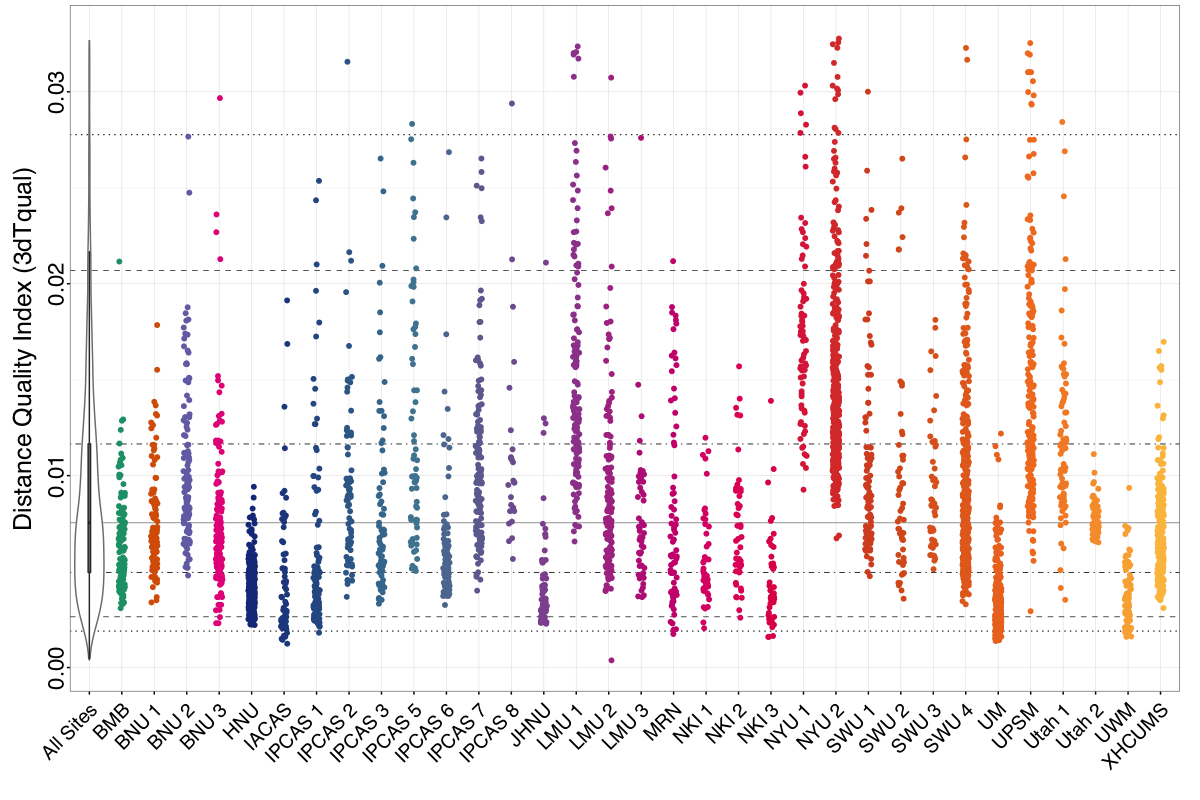 Distance Quality Index (3dTqual)
0.03
0.02
0.01
0.00
All Sites
BMB
BNU 1
BNU 2
BNU 3
HNU
IACAS
IPCAS 1
IPCAS 2
IPCAS 3
IPCAS 5
IPCAS 6
IPCAS 7
IPCAS 8
JHNU
LMU 1
LMU 2
LMU 3
MRN
NKI 1
NKI 2
NKI 3
NYU 1
NYU 2
SWU 1
SWU 2
SWU 3
SWU 4
UM
UPSM
Utah 1
Utah 2
UWM
XHCUMS